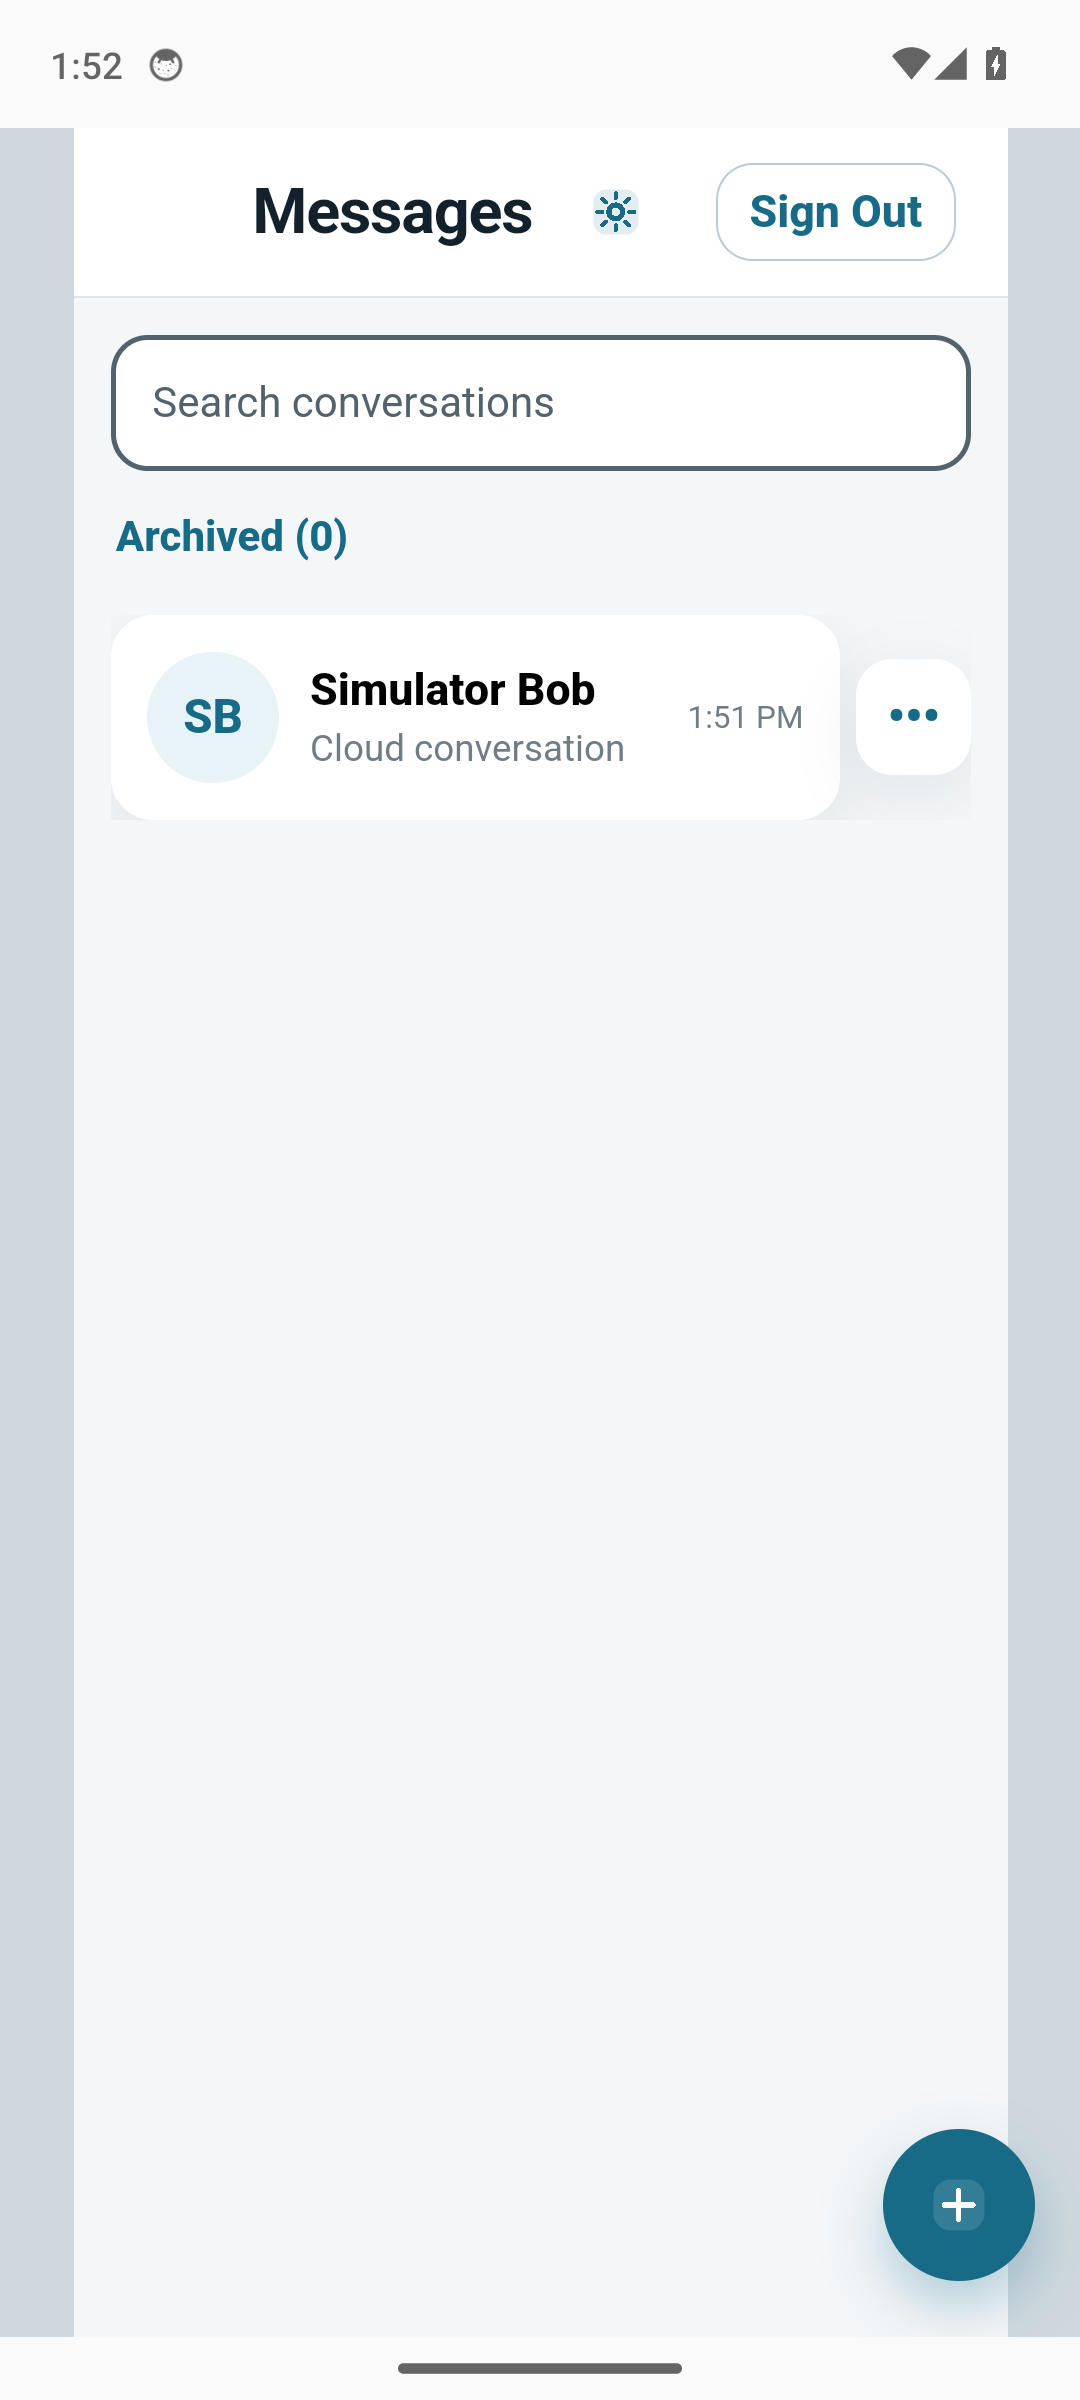 1:52
Messages
Sign Out
Search conversations
Archived (0)
SB
Simulator Bob
Cloud conversation
1:51 PM